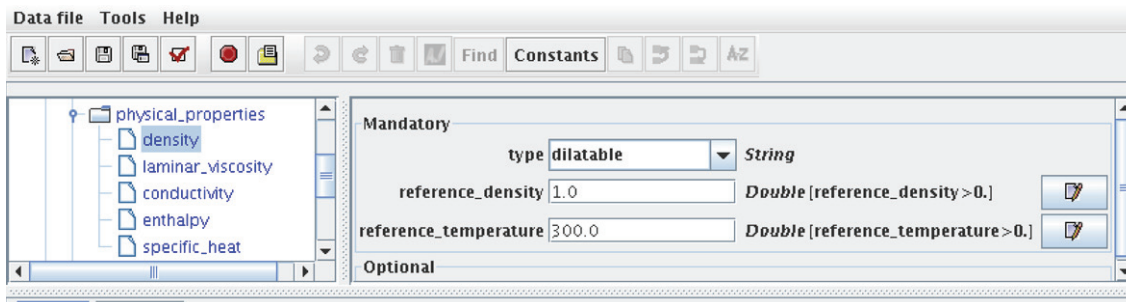 Data file Tools Help
Find Constants A-Z
physical_properties
density
laminar_viscosity
conductivity
enthalpy
specific_heat
Mandatory
type dilatable String
reference_density 1.0 Double [reference_density>0.]
reference_temperature 300.0 Double [reference_temperature>0.]
Optional